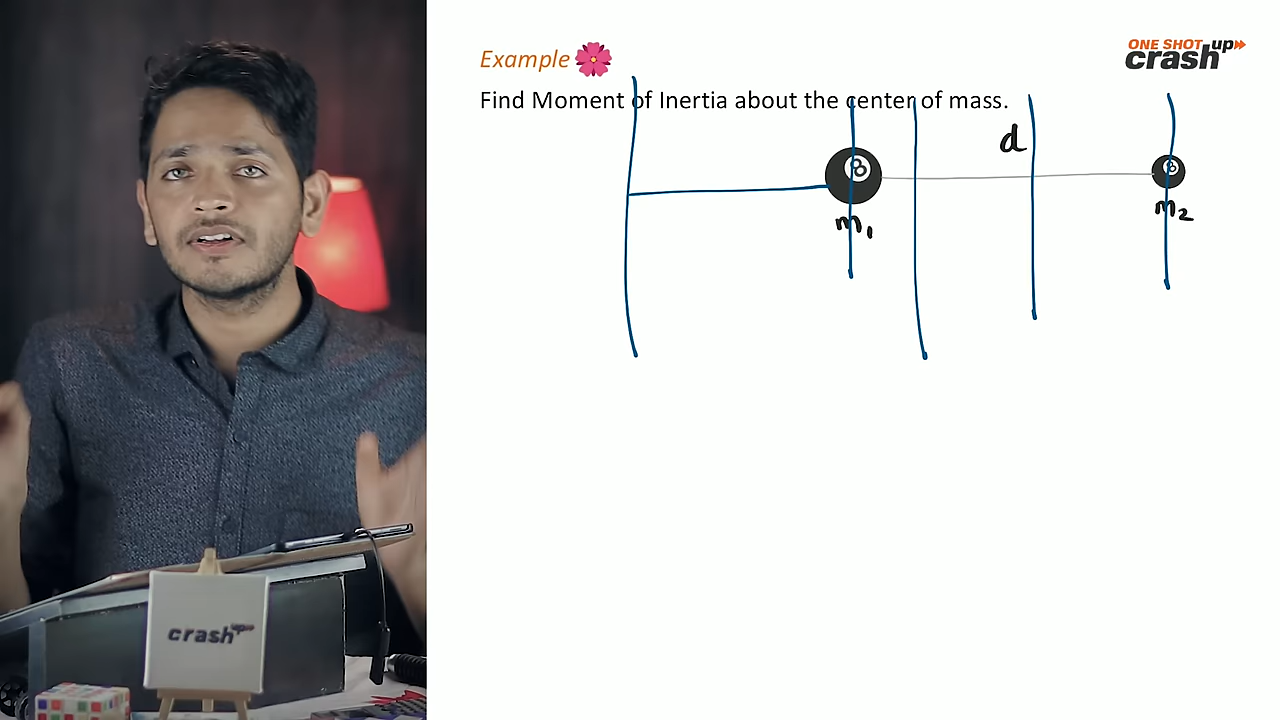 Example
ONE SHOT
crash up
Find Moment of Inertia about the center of mass.
d
8
8
m₁
m₂
crash up